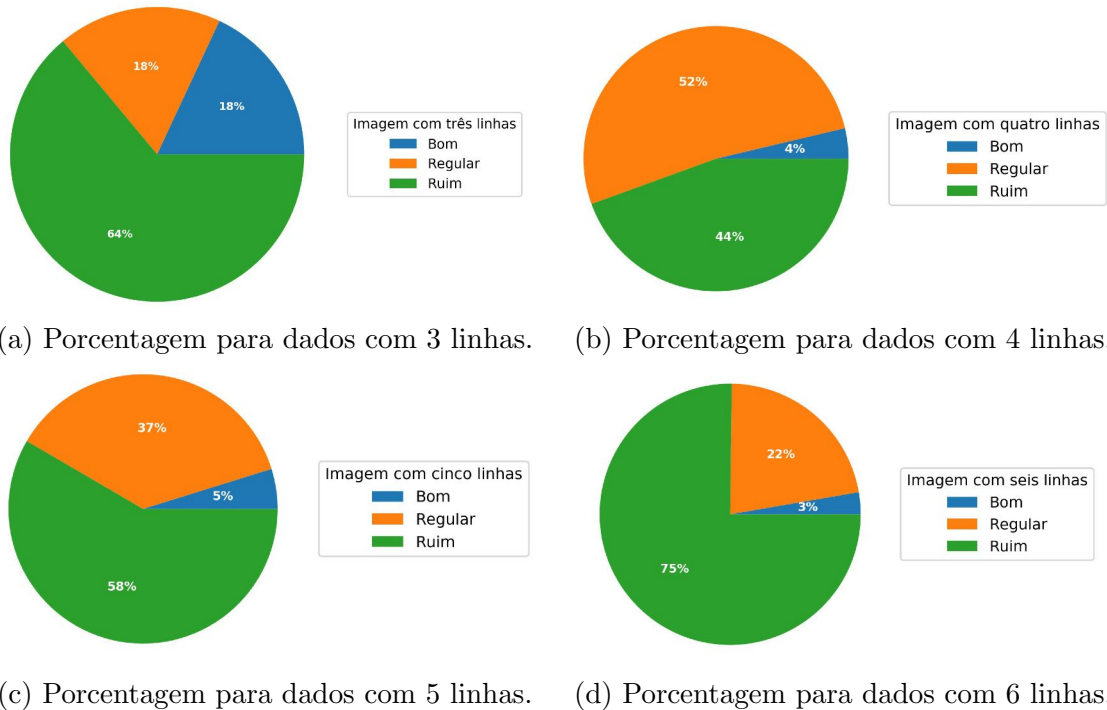 18%
18%
64%
Imagem com três linhas
Bom
Regular
Ruim
52%
4%
44%
Imagem com quatro linhas
Bom
Regular
Ruim
(a) Porcentagem para dados com 3 linhas.
(b) Porcentagem para dados com 4 linhas.
37%
5%
58%
Imagem com cinco linhas
Bom
Regular
Ruim
22%
3%
75%
Imagem com seis linhas
Bom
Regular
Ruim
(c) Porcentagem para dados com 5 linhas.
(d) Porcentagem para dados com 6 linhas.